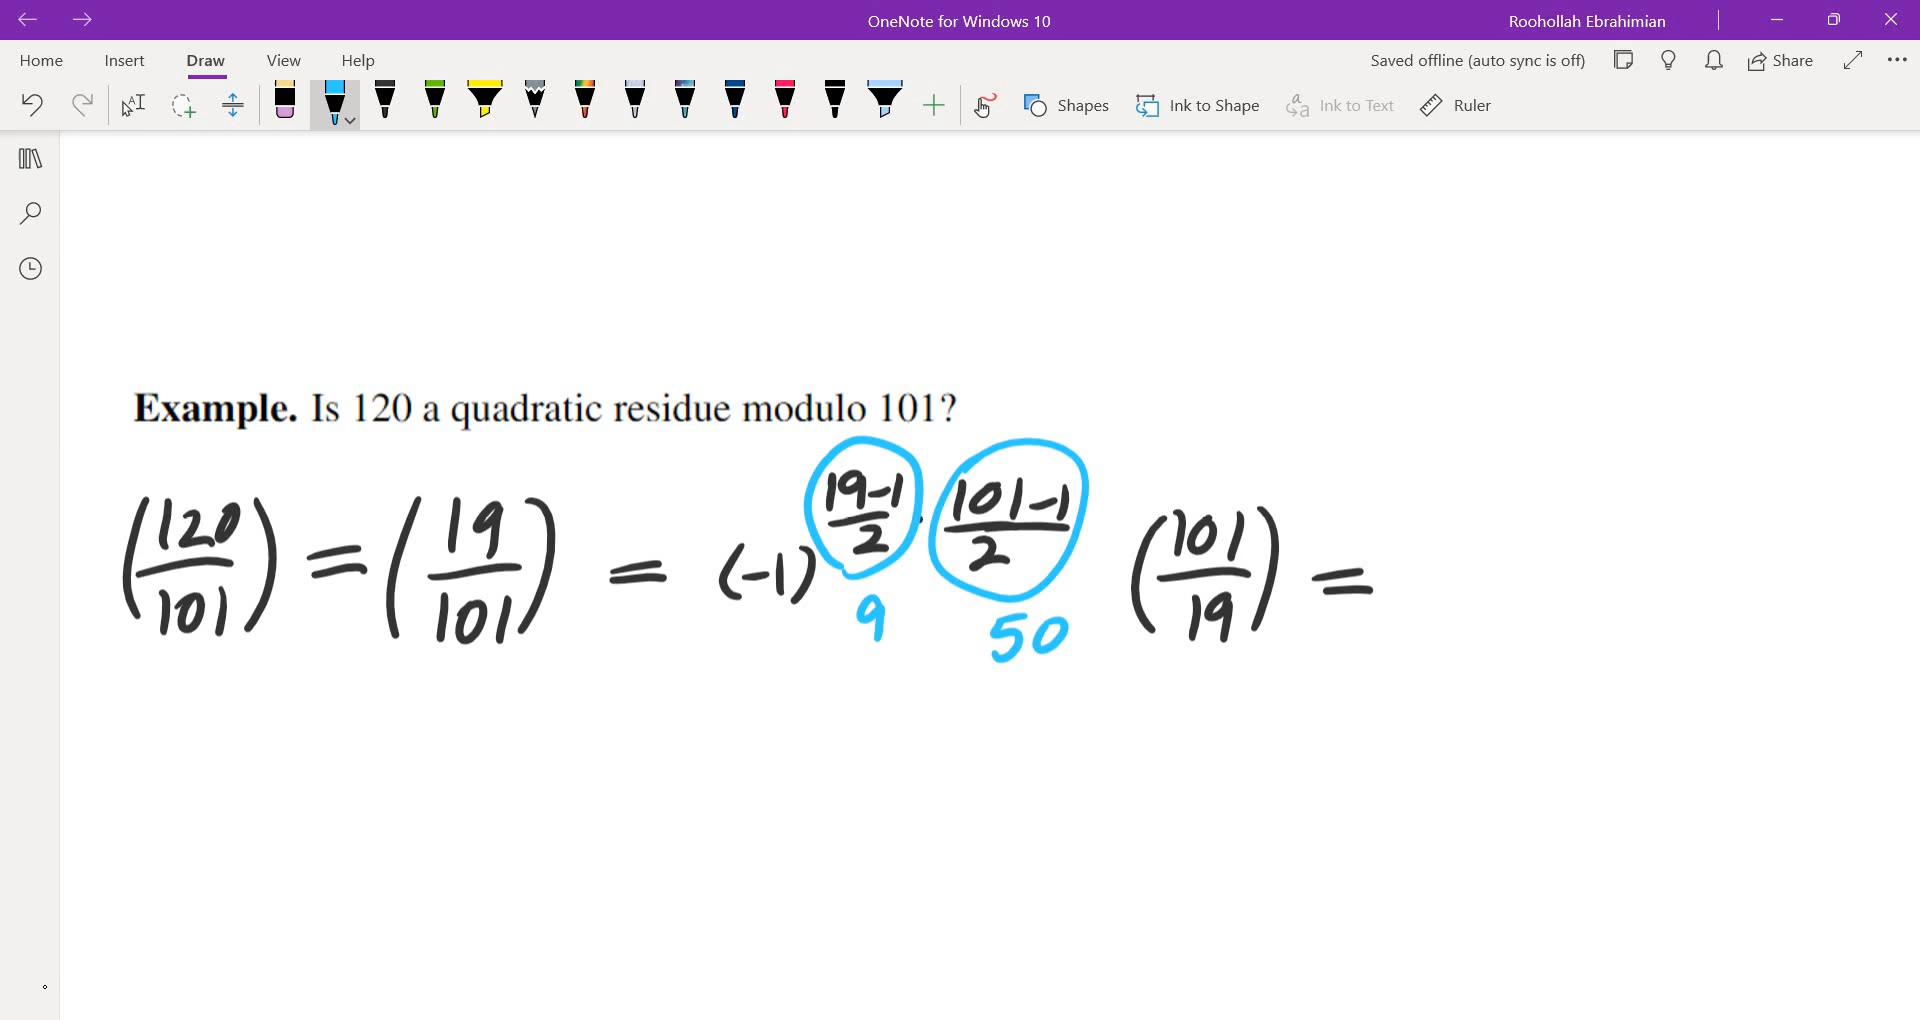 OneNote for Windows 10
Roohollah Ebrahimian
Home Insert Draw View Help
Saved offline (auto sync is off) Share
Shapes Ink to Shape Ink to Text Ruler
Example. Is 120 a quadratic residue modulo 101?
(120/101) = (19/101) = (-1)^(19-1)/2 · (101-1)/2 (101/19) =
9 50